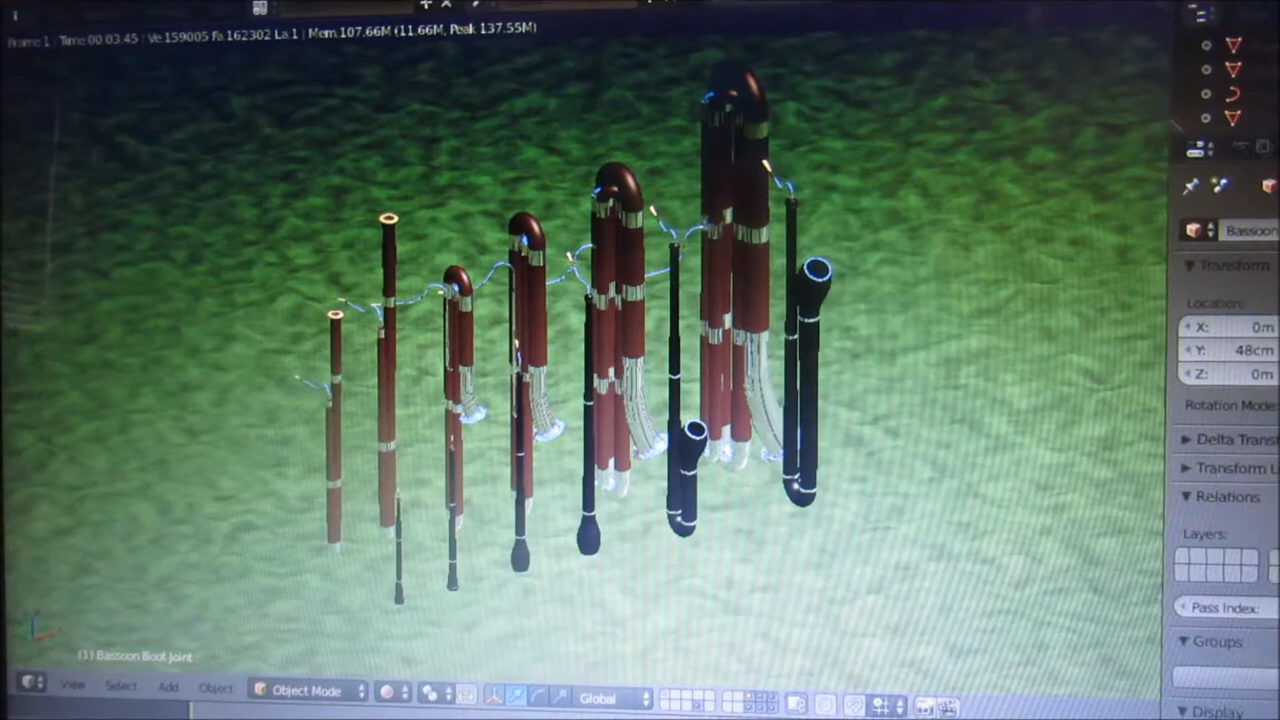 Frame 1 - Time 00:03.45 | Ve 159005 Fa 162302 La 1 | Mem 107.66M (11.66M, Peak 137.55M)
Bassoon
Transform
Location:
X: 0m
Y: 48cm
Z: 0m
Rotation Mode
Delta Trans
Transform L
Relations
Layers:
Pass Index:
Groups
Display
(1) Bassoon Boot Joint
View Select Add Object Object Mode Global